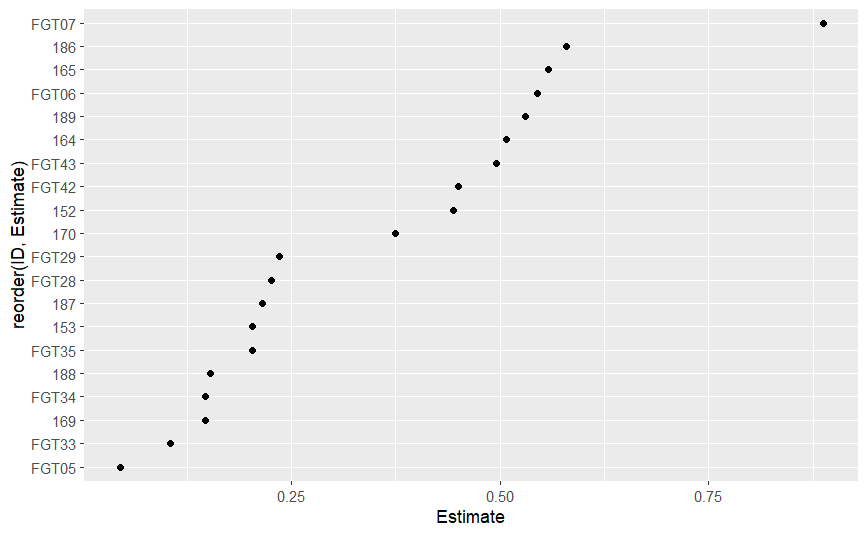 FGT07
186
165
FGT06
189
164
FGT43
FGT42
152
170
FGT29
FGT28
187
153
FGT35
188
FGT34
169
FGT33
FGT05
reorder(ID, Estimate)
0.25 0.50 0.75
Estimate